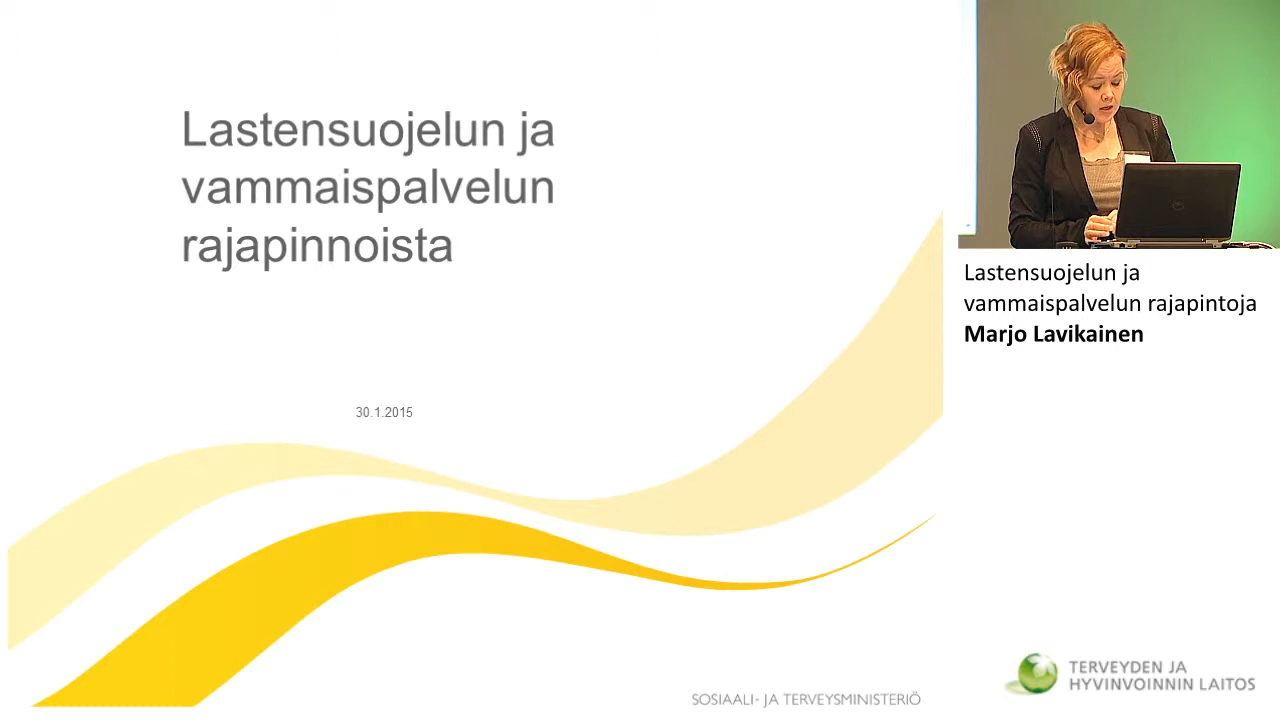 Lastensuojelun ja
vammaispalvelun
rajapinnoista
30.1.2015
SOSIAALI- JA TERVEYSMINISTERIÖ
Lastensuojelun ja
vammaispalvelun rajapintoja
Marjo Lavikainen
TERVEYDEN JA
HYVINVOINNIN LAITOS